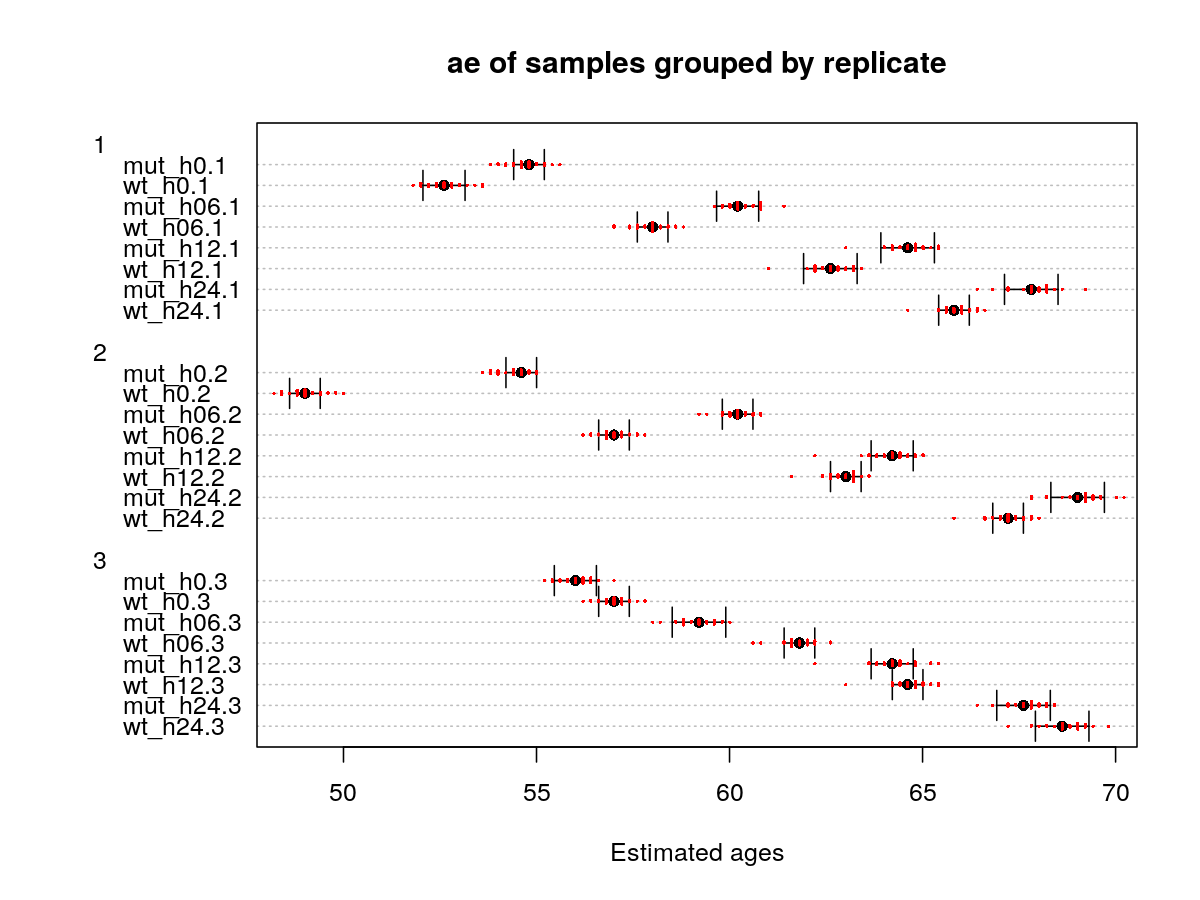 ae of samples grouped by replicate
1
mut_h0.1
wt_h0.1
mut_h06.1
wt_h06.1
mut_h12.1
wt_h12.1
mut_h24.1
wt_h24.1
2
mut_h0.2
wt_h0.2
mut_h06.2
wt_h06.2
mut_h12.2
wt_h12.2
mut_h24.2
wt_h24.2
3
mut_h0.3
wt_h0.3
mut_h06.3
wt_h06.3
mut_h12.3
wt_h12.3
mut_h24.3
wt_h24.3
50 55 60 65 70
Estimated ages